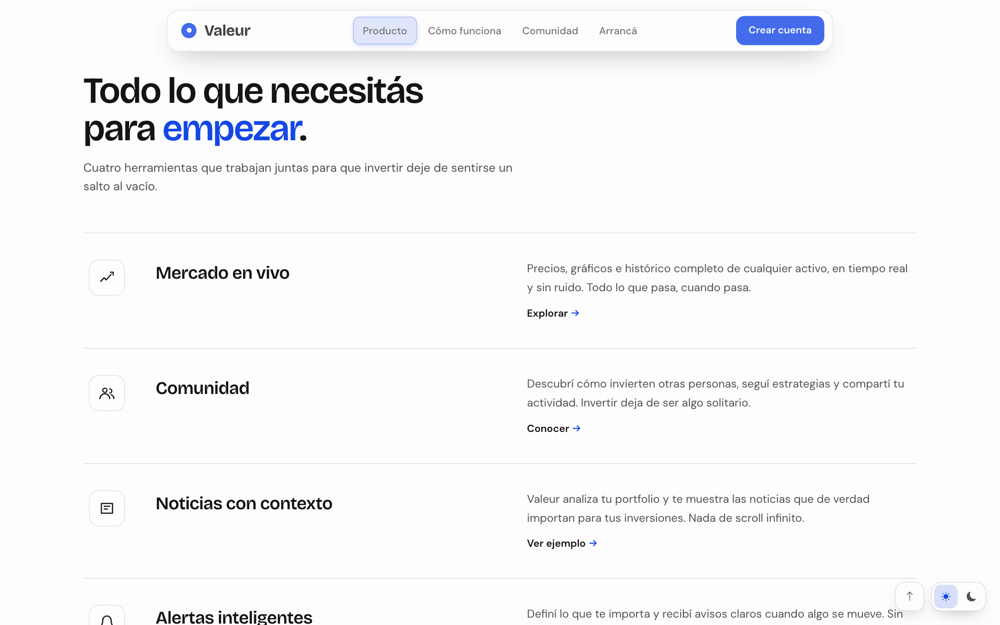 Valeur
Producto
Cómo funciona
Comunidad
Arrancá
Crear cuenta
Todo lo que necesitás
para empezar.
Cuatro herramientas que trabajan juntas para que invertir deje de sentirse un
salto al vacío.
Mercado en vivo
Precios, gráficos e histórico completo de cualquier activo, en tiempo real
y sin ruido. Todo lo que pasa, cuando pasa.
Explorar →
Comunidad
Descubrí cómo invierten otras personas, seguí estrategias y compartí tu
actividad. Invertir deja de ser algo solitario.
Conocer →
Noticias con contexto
Valeur analiza tu portfolio y te muestra las noticias que de verdad
importan para tus inversiones. Nada de scroll infinito.
Ver ejemplo →
Alertas inteligentes
Definí lo que te importa y recibí avisos claros cuando algo se mueve. Sin